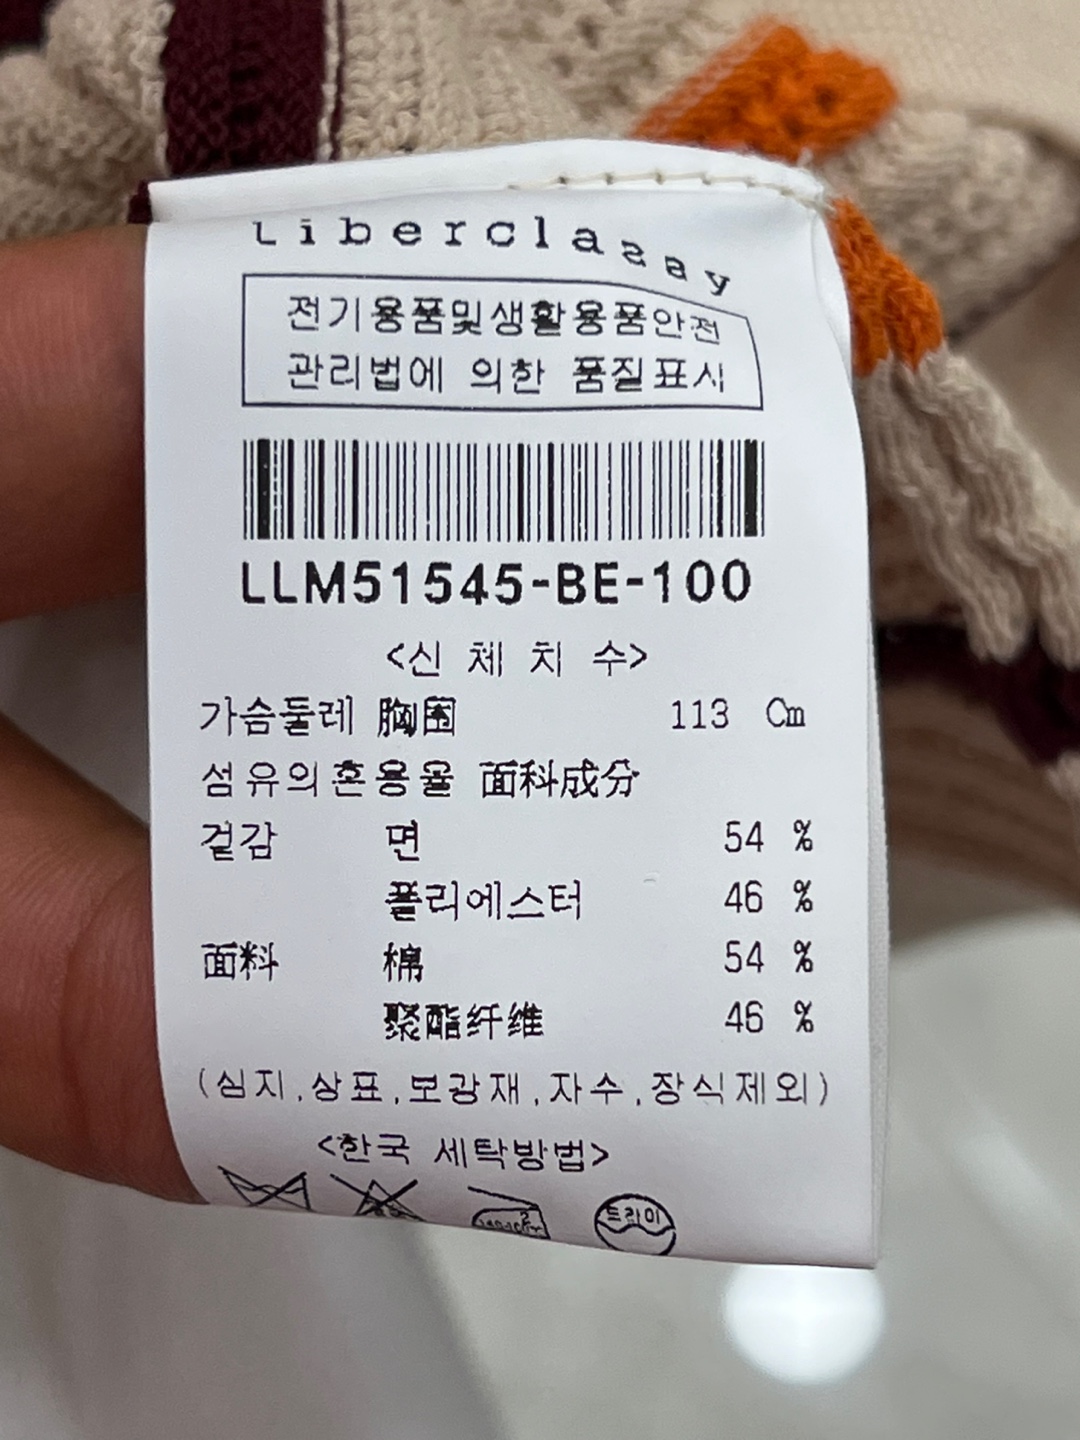 Liberclassy
전기용품및생활용품안전
관리법에 의한 품질표시
LLM51545-BE-100
<신 체 치 수>
가슴둘레 胸围 113 Cm
섬유의혼용율 面料成分
겉감 면 54 %
폴리에스터 46 %
面料 棉 54 %
聚酯纤维 46 %
(심지,상표,보강재,자수,장식제외)
<한국 세탁방법>
드라이